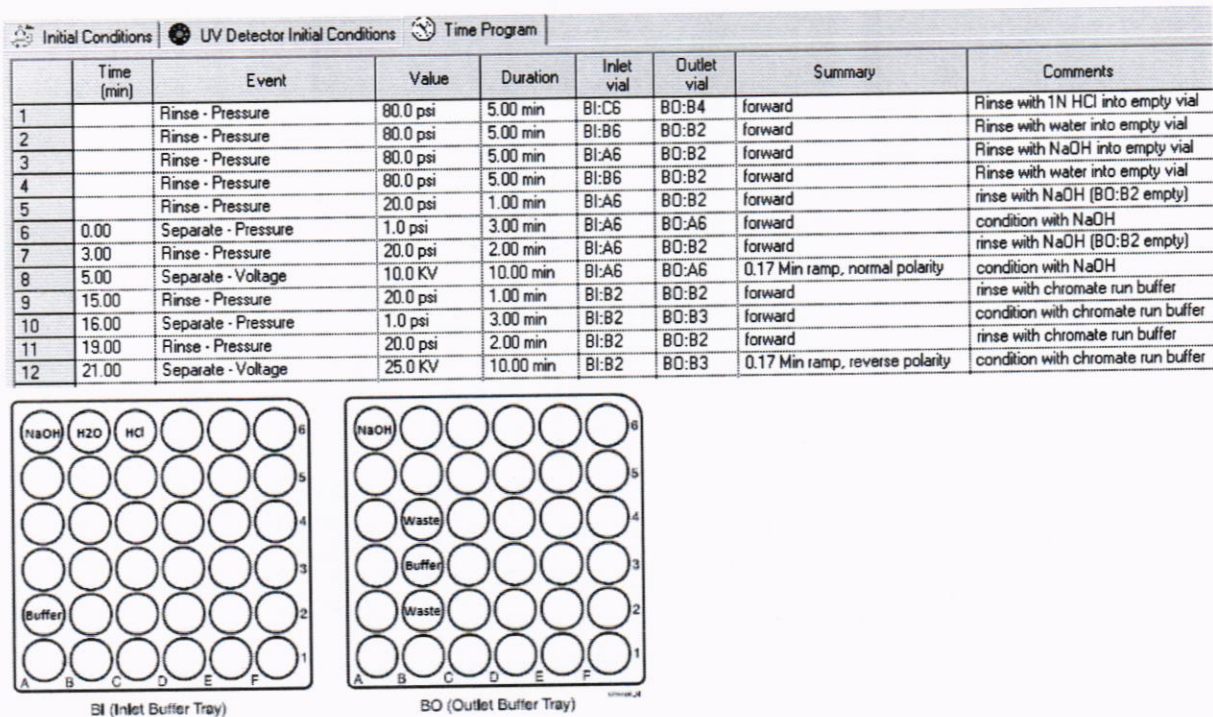 Initial Conditions UV Detector Initial Conditions Time Program
Time (min) Event Value Duration Inlet vial Outlet vial Summary Comments
1 Rinse - Pressure 80.0 psi 5.00 min BI:C6 BO:B4 forward Rinse with 1N HCl into empty vial
2 Rinse - Pressure 80.0 psi 5.00 min BI:B6 BO:B2 forward Rinse with water into empty vial
3 Rinse - Pressure 80.0 psi 5.00 min BI:A6 BO:B2 forward Rinse with NaOH into empty vial
4 Rinse - Pressure 80.0 psi 5.00 min BI:B6 BO:B2 forward Rinse with water into empty vial
5 Rinse - Pressure 20.0 psi 1.00 min BI:A6 BO:B2 forward rinse with NaOH (BO:B2 empty)
6 0.00 Separate - Pressure 1.0 psi 3.00 min BI:A6 BO:A6 forward condition with NaOH
7 3.00 Rinse - Pressure 20.0 psi 2.00 min BI:A6 BO:B2 forward rinse with NaOH (BO:B2 empty)
8 5.00 Separate - Voltage 10.0 KV 10.00 min BI:A6 BO:A6 0.17 Min ramp, normal polarity condition with NaOH
9 15.00 Rinse - Pressure 20.0 psi 1.00 min BI:B2 BO:B2 forward rinse with chromate run buffer
10 16.00 Separate - Pressure 1.0 psi 3.00 min BI:B2 BO:B3 forward condition with chromate run buffer
11 19.00 Rinse - Pressure 20.0 psi 2.00 min BI:B2 BO:B2 forward rinse with chromate run buffer
12 21.00 Separate - Voltage 25.0 KV 10.00 min BI:B2 BO:B3 0.17 Min ramp, reverse polarity condition with chromate run buffer
NaOH H2O HCl 6
5
4
3
Buffer 2
1
A B C D E F
BI (Inlet Buffer Tray)
NaOH 6
5
Waste 4
Buffer 3
Waste 2
1
A B C D E F
BO (Outlet Buffer Tray)